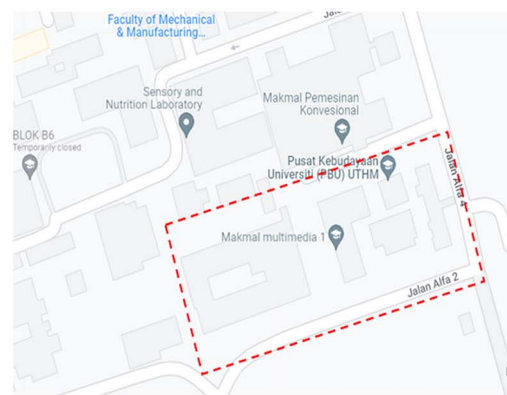 Faculty of Mechanical
& Manufacturing...
Sensory and
Nutrition Laboratory
Makmal Pemesinan
Konvesional
BLOK B6
Temporarily closed
Pusat Kebudayaan
Universiti (PBU) UTHM
Jalan Alfa 4
Makmal multimedia 1
Jalan Alfa 2